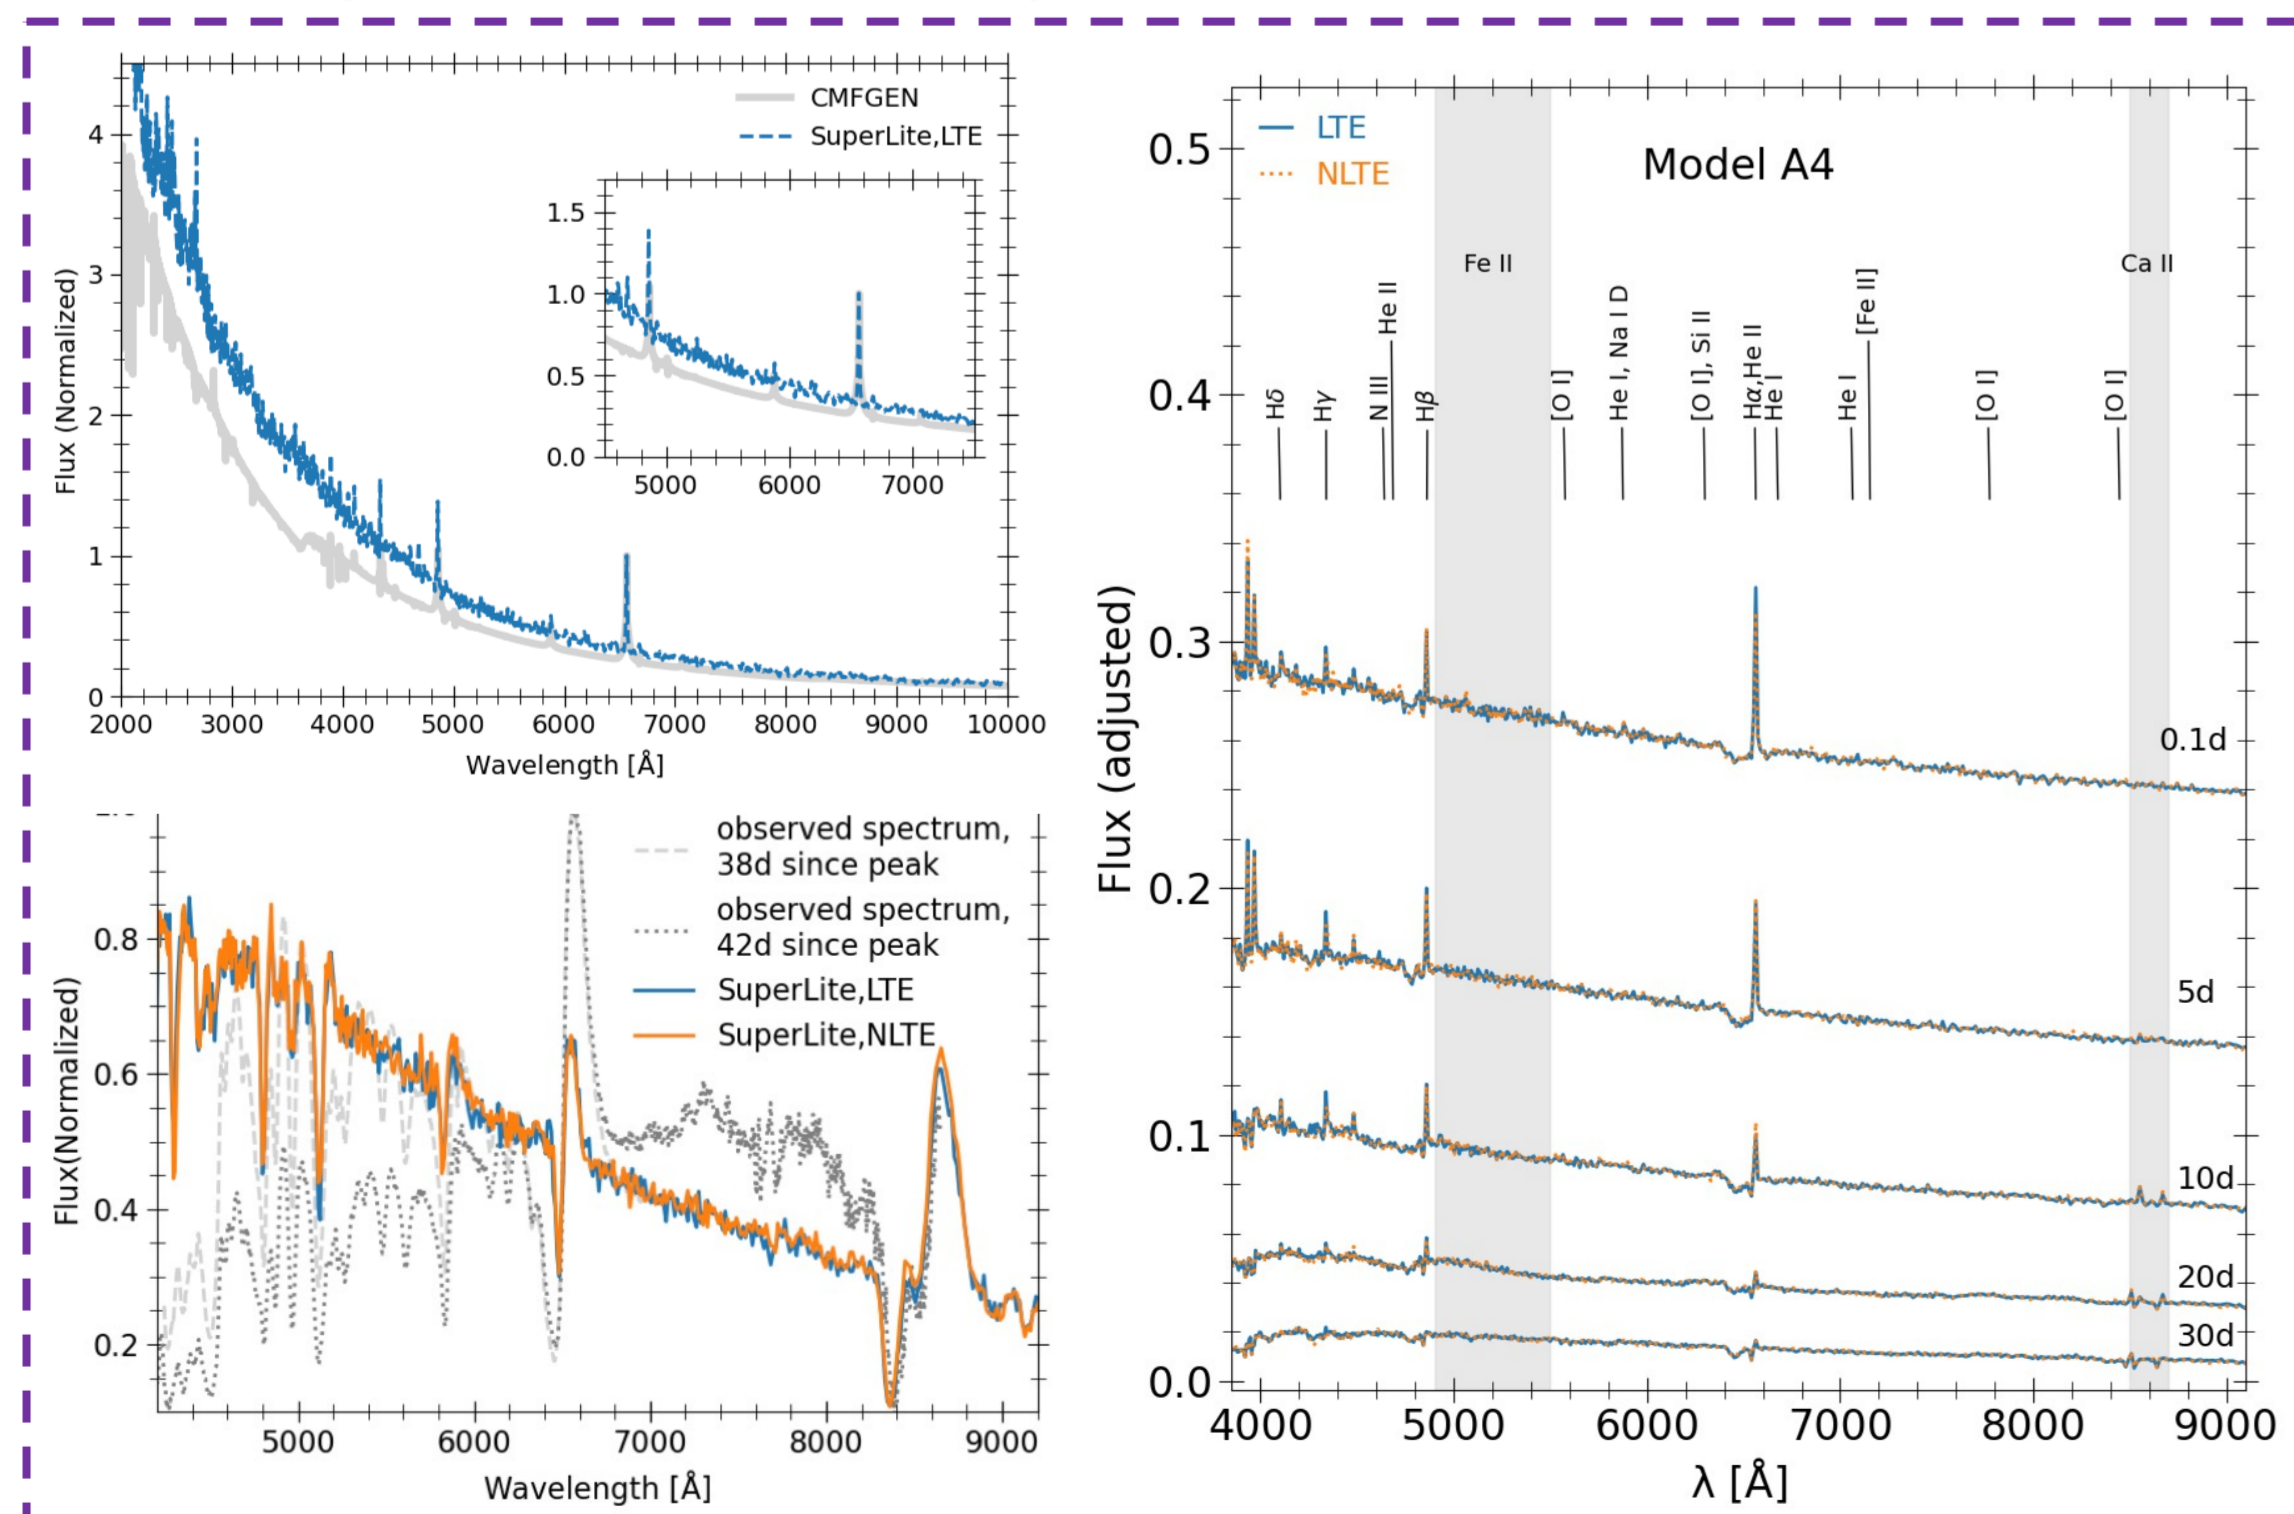 CMFGEN
SuperLite,LTE
4
3
2
1
0
Flux (Normalized)
1.5
1.0
0.5
0.0
5000 6000 7000
2000 3000 4000 5000 6000 7000 8000 9000 10000
Wavelength [Å]
observed spectrum,
38d since peak
observed spectrum,
42d since peak
SuperLite,LTE
SuperLite,NLTE
0.8
0.6
0.4
0.2
Flux(Normalized)
5000 6000 7000 8000 9000
Wavelength [Å]
LTE
NLTE
Model A4
0.5
0.4
0.3
0.2
0.1
0.0
Flux (adjusted)
Fe II
Ca II
Hδ
Hγ
N III
He II
Hβ
[O I]
He I, Na I D
[O I], Si II
Hα,He II
He I
He I
[Fe II]
[O I]
[O I]
0.1d
5d
10d
20d
30d
4000 5000 6000 7000 8000 9000
λ [Å]